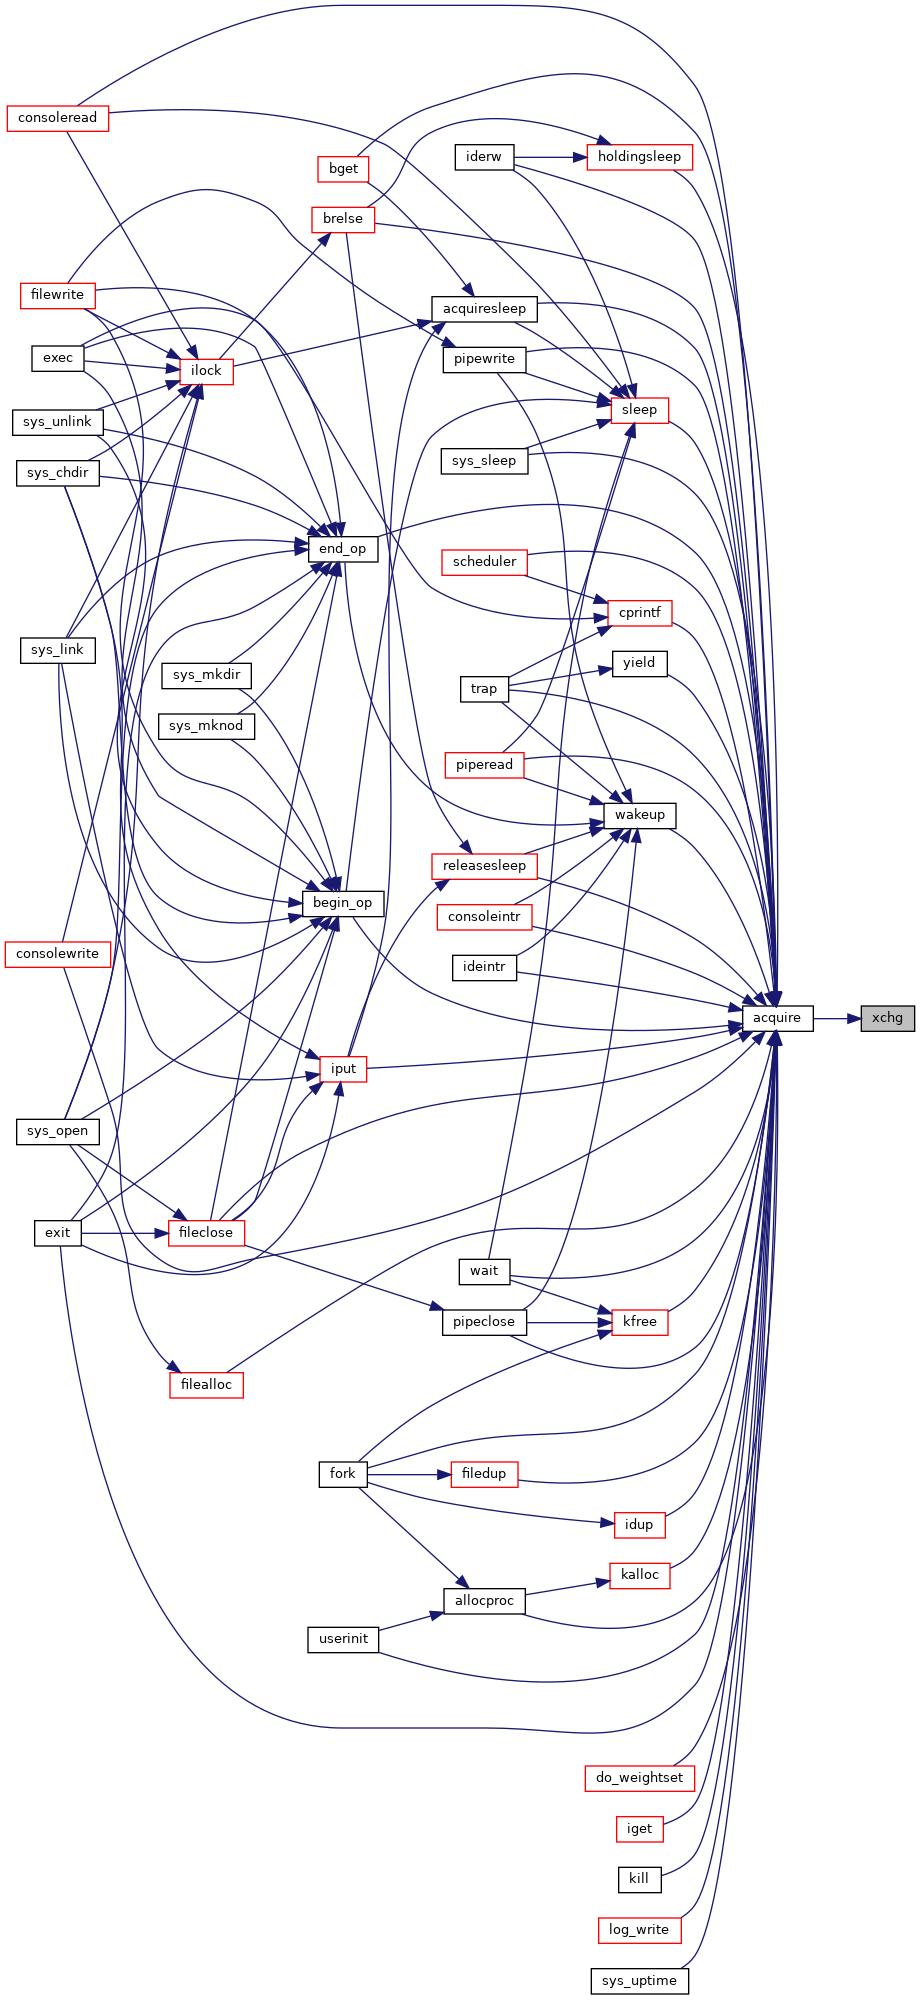 consoleread
iderw
holdingsleep
bget
brelse
filewrite
acquiresleep
exec
pipewrite
ilock
sleep
sys_unlink
sys_sleep
sys_chdir
end_op
scheduler
cprintf
sys_link
yield
sys_mkdir
trap
sys_mknod
piperead
wakeup
releasesleep
begin_op
consoleintr
consolewrite
ideintr
acquire
xchg
iput
sys_open
exit
fileclose
wait
pipeclose
kfree
filealloc
fork
filedup
idup
kalloc
allocproc
userinit
do_weightset
iget
kill
log_write
sys_uptime